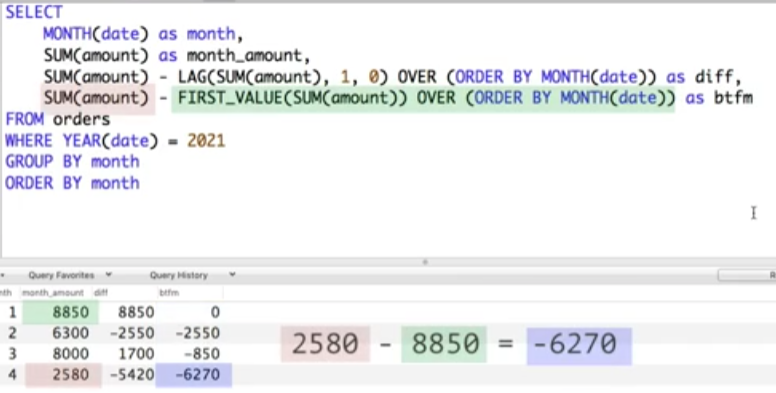 SELECT
MONTH(date) as month,
SUM(amount) as month_amount,
SUM(amount) - LAG(SUM(amount), 1, 0) OVER (ORDER BY MONTH(date)) as diff,
SUM(amount) - FIRST_VALUE(SUM(amount)) OVER (ORDER BY MONTH(date)) as btfm
FROM orders
WHERE YEAR(date) = 2021
GROUP BY month
ORDER BY month
Query Favorites Query History R
nth month_amount diff btfm
1 8850 8850 0
2 6300 -2550 -2550
3 8000 1700 -850
4 2580 -5420 -6270
2580 - 8850 = -6270